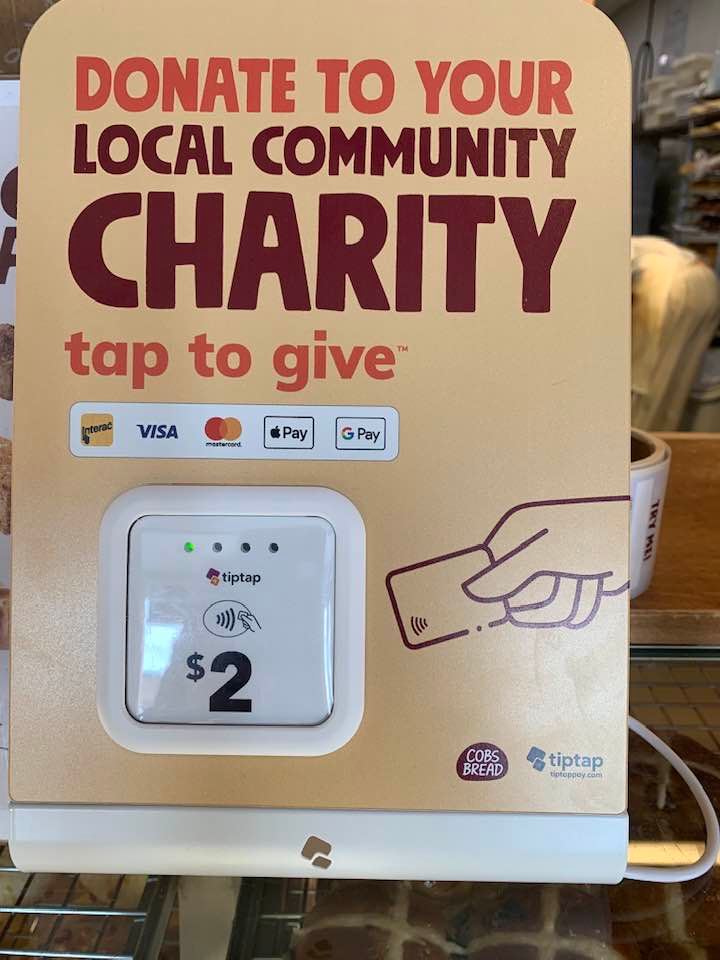 DONATE TO YOUR
LOCAL COMMUNITY
CHARITY
tap to give™
Interac VISA mastercard Pay G Pay
tiptap
$2
COBS
BREAD
tiptap
tiptappay.com
TRY ME!